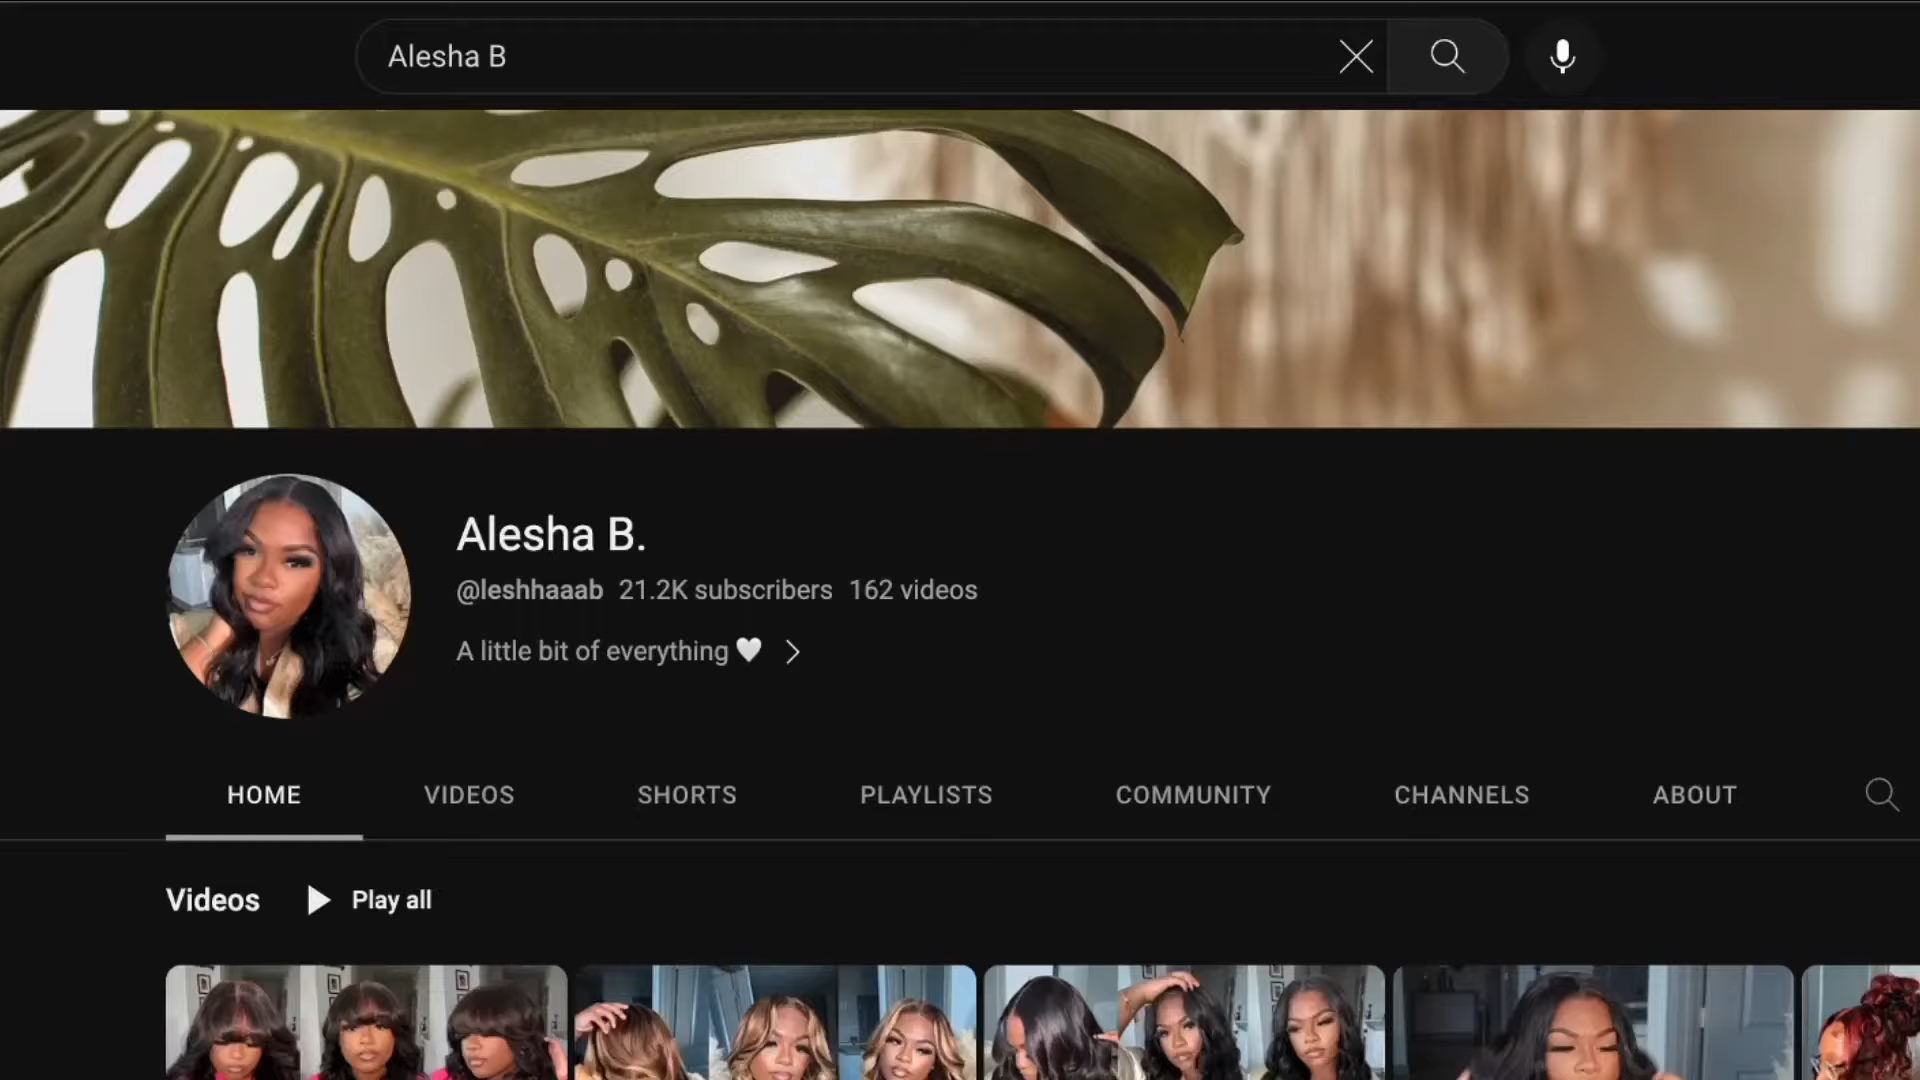 Alesha B
Alesha B.
@leshhaaab 21.2K subscribers 162 videos
A little bit of everything🤍
HOME VIDEOS SHORTS PLAYLISTS COMMUNITY CHANNELS ABOUT
Videos Play all